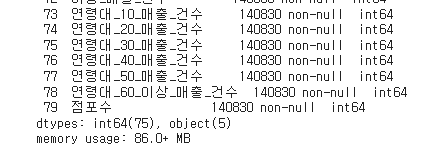 73 연령대_10_매출_건수 140830 non-null int64
74 연령대_20_매출_건수 140830 non-null int64
75 연령대_30_매출_건수 140830 non-null int64
76 연령대_40_매출_건수 140830 non-null int64
77 연령대_50_매출_건수 140830 non-null int64
78 연령대_60_이상_매출_건수 140830 non-null int64
79 점포수 140830 non-null int64
dtypes: int64(75), object(5)
memory usage: 86.0+ MB